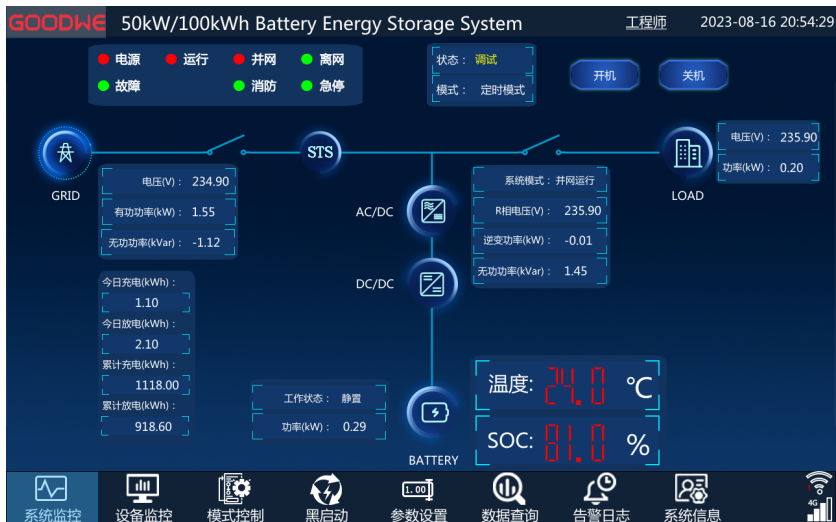 GOODWE 50kW/100kWh Battery Energy Storage System 工程师 2023-08-16 20:54:29
电源 运行 并网 离网
故障 消防 急停
状态： 调试
模式： 定时模式
开机 关机
GRID
STS
LOAD
电压(V)： 235.90
功率(kW)： 0.20
电压(V)： 234.90
有功功率(kW)： 1.55
无功功率(kVar)： -1.12
AC/DC
系统模式：并网运行
R相电压(V)： 235.90
逆变功率(kW)： -0.01
无功功率(kVar)： 1.45
DC/DC
今日充电(kWh)：
1.10
今日放电(kWh)：
2.10
累计充电(kWh)：
1118.00
累计放电(kWh)：
918.60
工作状态： 静置
功率(kW)： 0.29
BATTERY
温度: 24.0 ℃
SOC: 81.0 %
1.00
4G
系统监控 设备监控 模式控制 黑启动 参数设置 数据查询 告警日志 系统信息